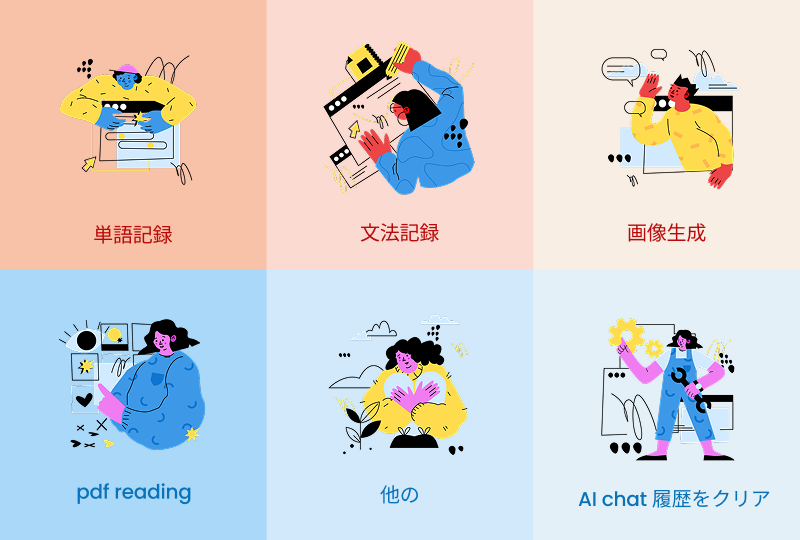 単語記録
文法記録
画像生成
pdf reading
他の
AI chat 履歴をクリア